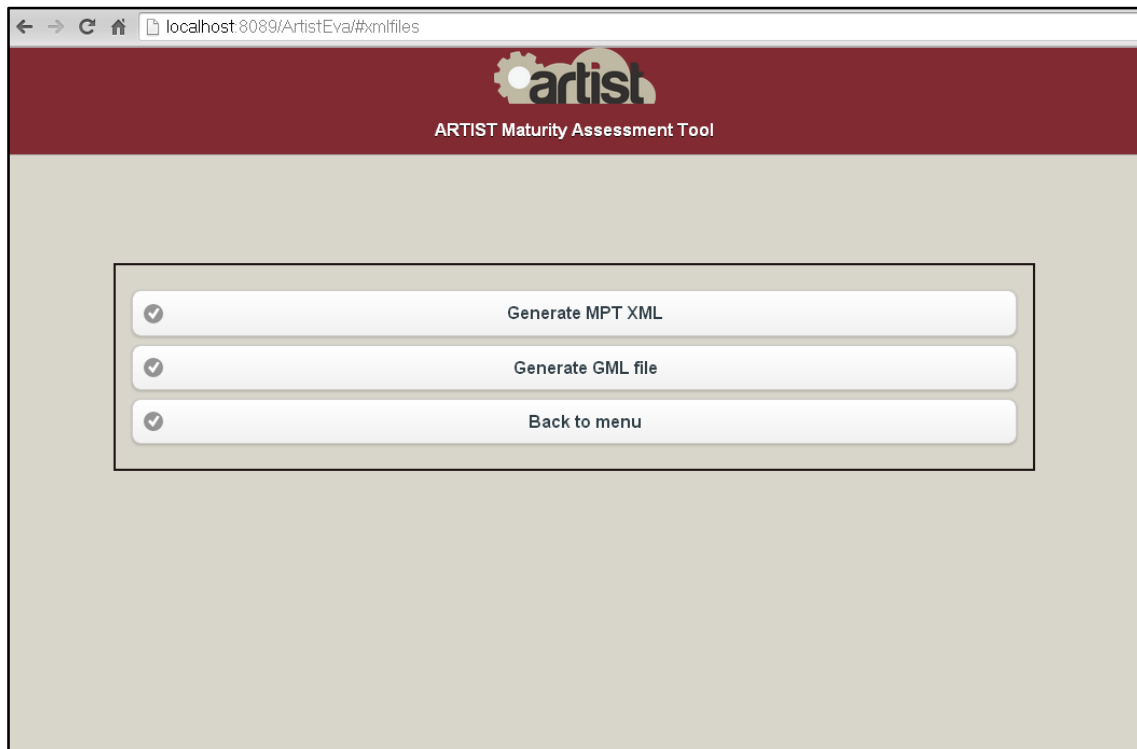 localhost:8089/ArtistEva/#xmlfiles
artist
ARTIST Maturity Assessment Tool
Generate MPT XML
Generate GML file
Back to menu